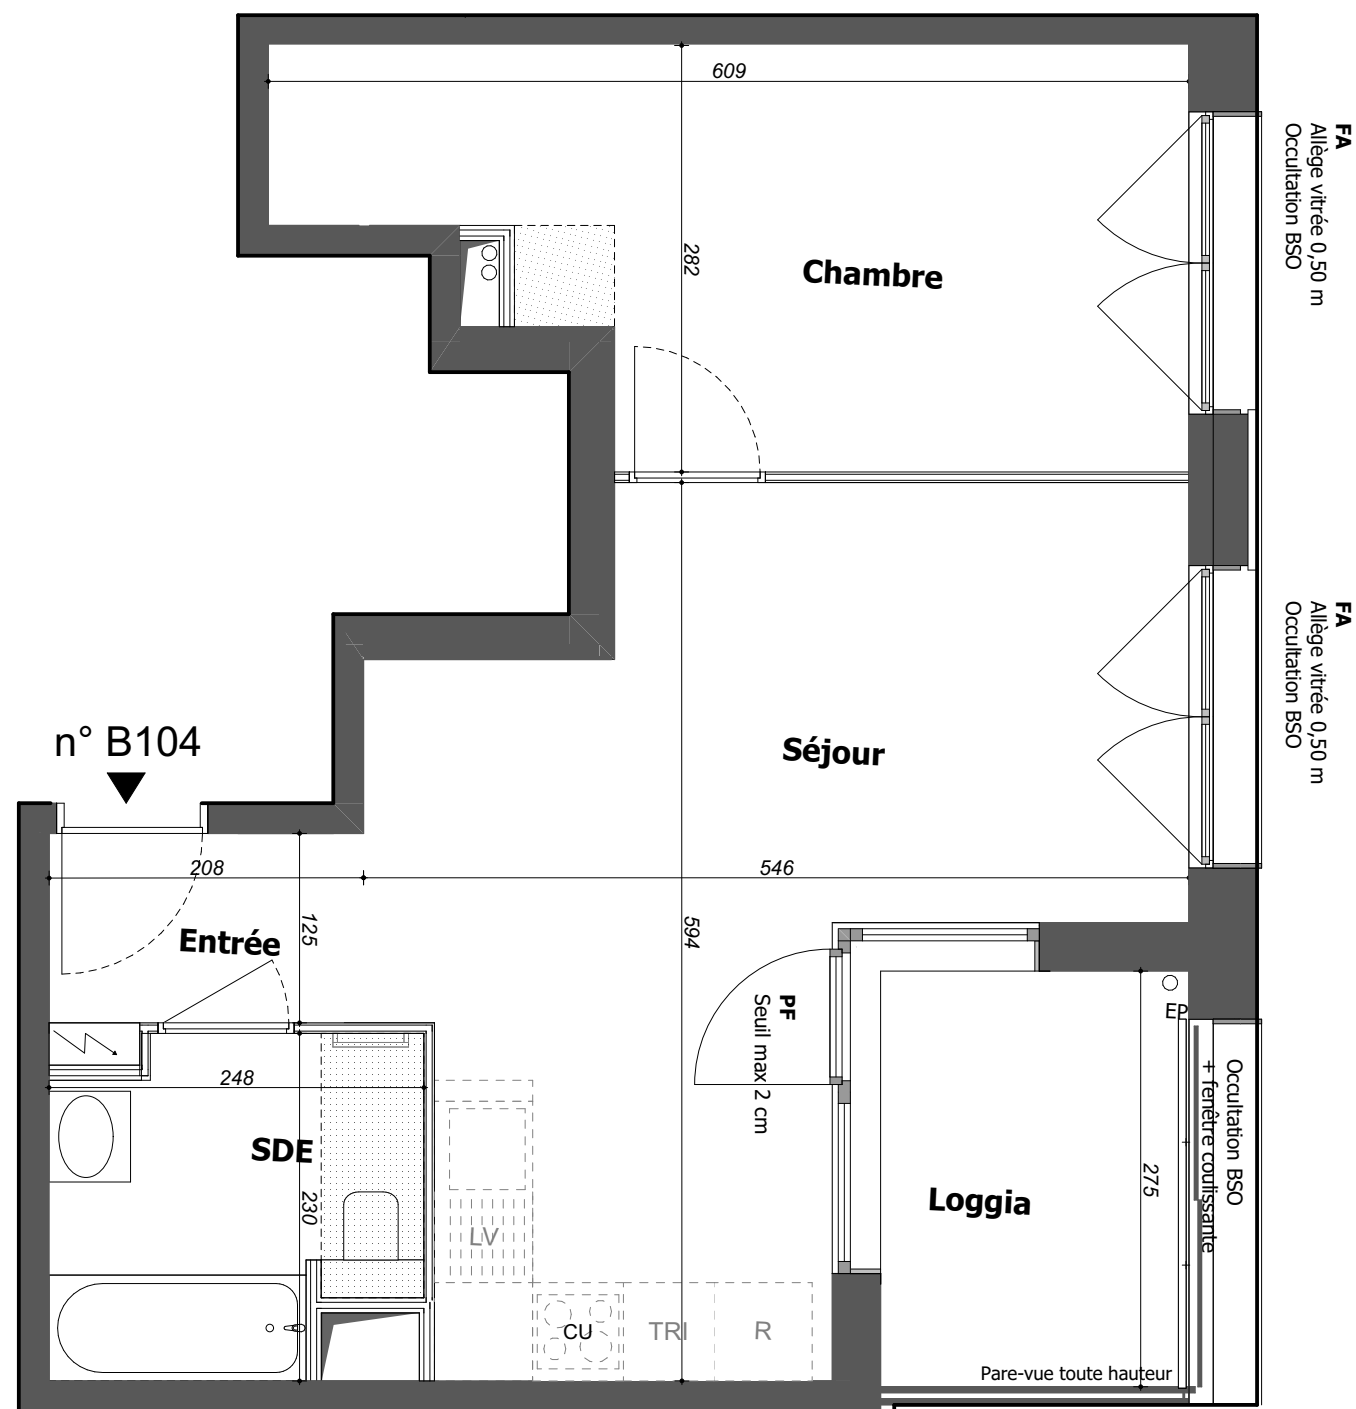 609
FA
Allège vitrée 0,50 m
Occultation BSO
282
Chambre
FA
Allège vitrée 0,50 m
Occultation BSO
n° B104
Séjour
208
546
125
594
Entrée
PF
Seuil max 2 cm
EP
Occultation BSO
+ fenêtre coulissante
248
SDE
230
275
Loggia
LV
CU
TRI
R
Pare-vue toute hauteur